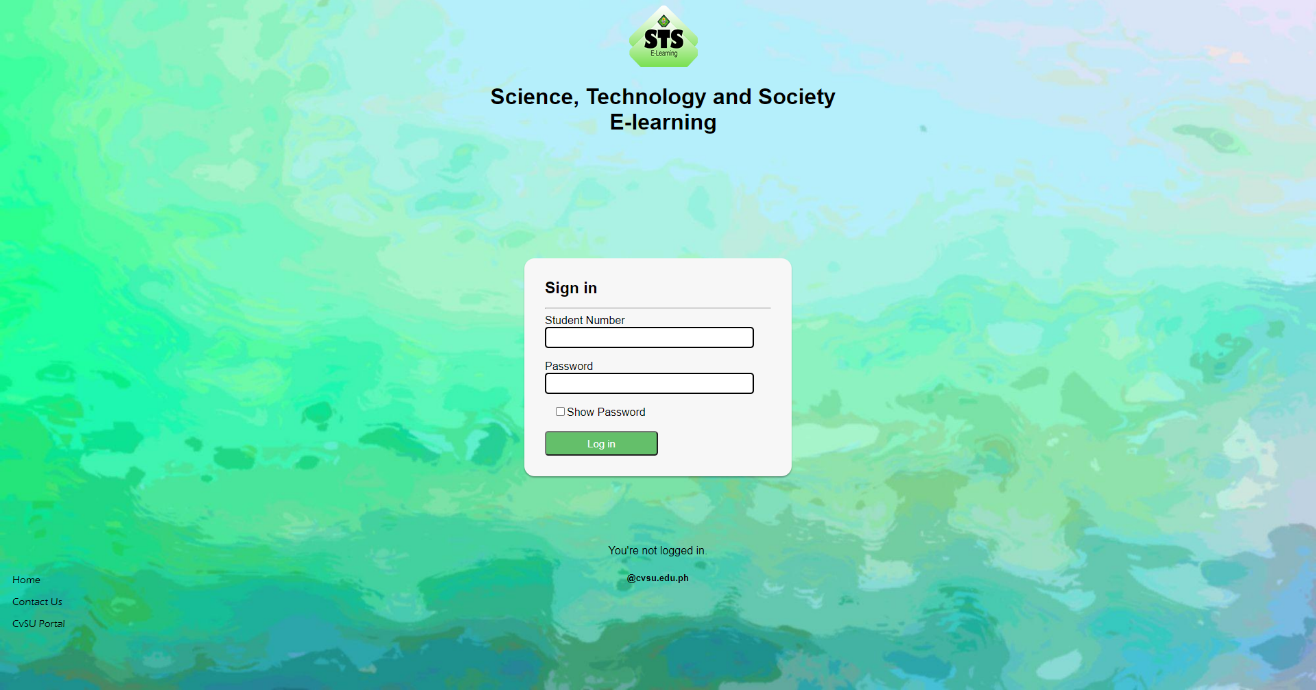 STS
E-Learning
Science, Technology and Society
E-learning
Sign in
Student Number
Password
Show Password
Log in
You're not logged in
@cvsu.edu.ph
Home
Contact Us
CvSU Portal